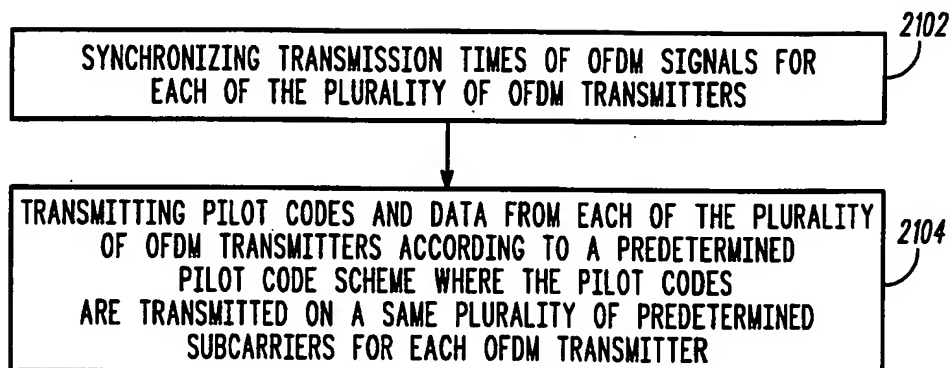 2102
SYNCHRONIZING TRANSMISSION TIMES OF OFDM SIGNALS FOR
EACH OF THE PLURALITY OF OFDM TRANSMITTERS
TRANSMITTING PILOT CODES AND DATA FROM EACH OF THE PLURALITY
OF OFDM TRANSMITTERS ACCORDING TO A PREDETERMINED
2104
PILOT CODE SCHEME WHERE THE PILOT CODES
ARE TRANSMITTED ON A SAME PLURALITY OF PREDETERMINED
SUBCARRIERS FOR EACH OFDM TRANSMITTER